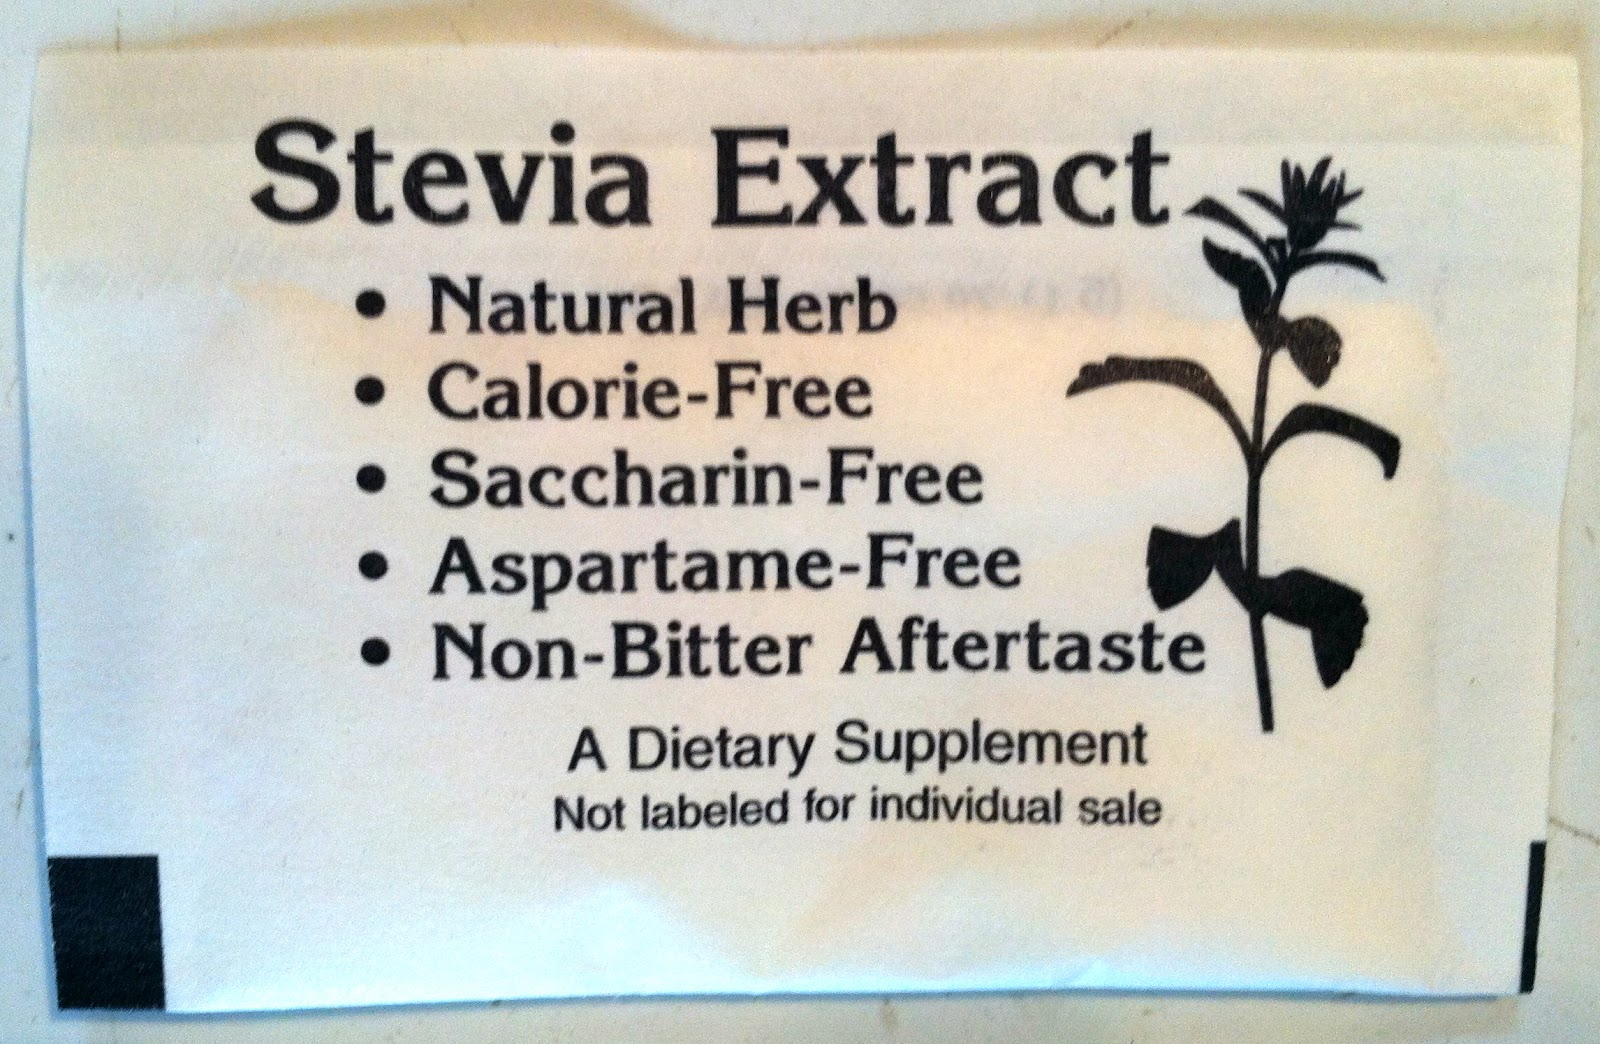 Stevia Extract
• Natural Herb
• Calorie-Free
• Saccharin-Free
• Aspartame-Free
• Non-Bitter Aftertaste
A Dietary Supplement
Not labeled for individual sale